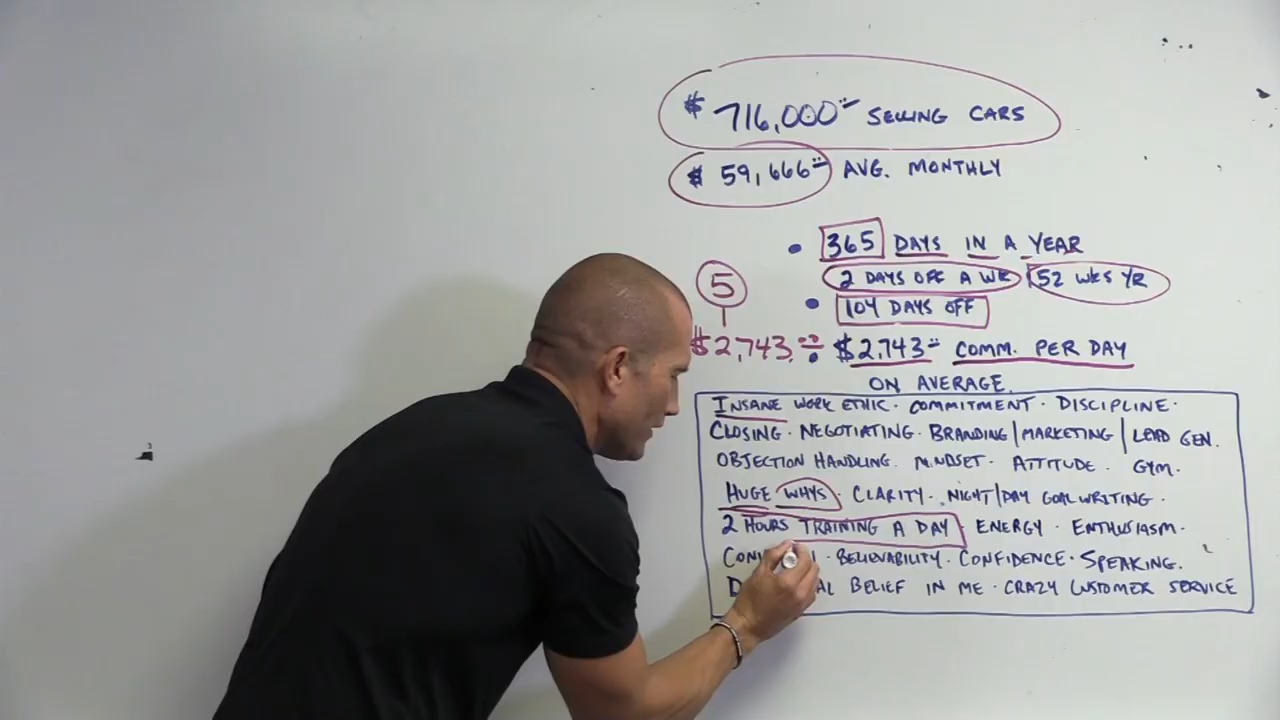 $ 716,000 SELLING CARS
$ 59,666 AVG. MONTHLY
• 365 DAYS IN A YEAR
2 DAYS OFF A WK 52 WKS YR
5 • 104 DAYS OFF
$2,743 ÷ $2,743 COMM. PER DAY
ON AVERAGE.
INSANE WORK ETHIC · COMMITMENT · DISCIPLINE ·
CLOSING · NEGOTIATING · BRANDING/MARKETING/LEAD GEN.
OBJECTION HANDLING. MINDSET · ATTITUDE · GYM.
HUGE WHYS · CLARITY · NIGHT/DAY GOAL WRITING ·
2 HOURS TRAINING A DAY · ENERGY · ENTHUSIASM ·
· BELIEVABILITY · CONFIDENCE · SPEAKING.
BELIEF IN ME · CRAZY CUSTOMER SERVICE